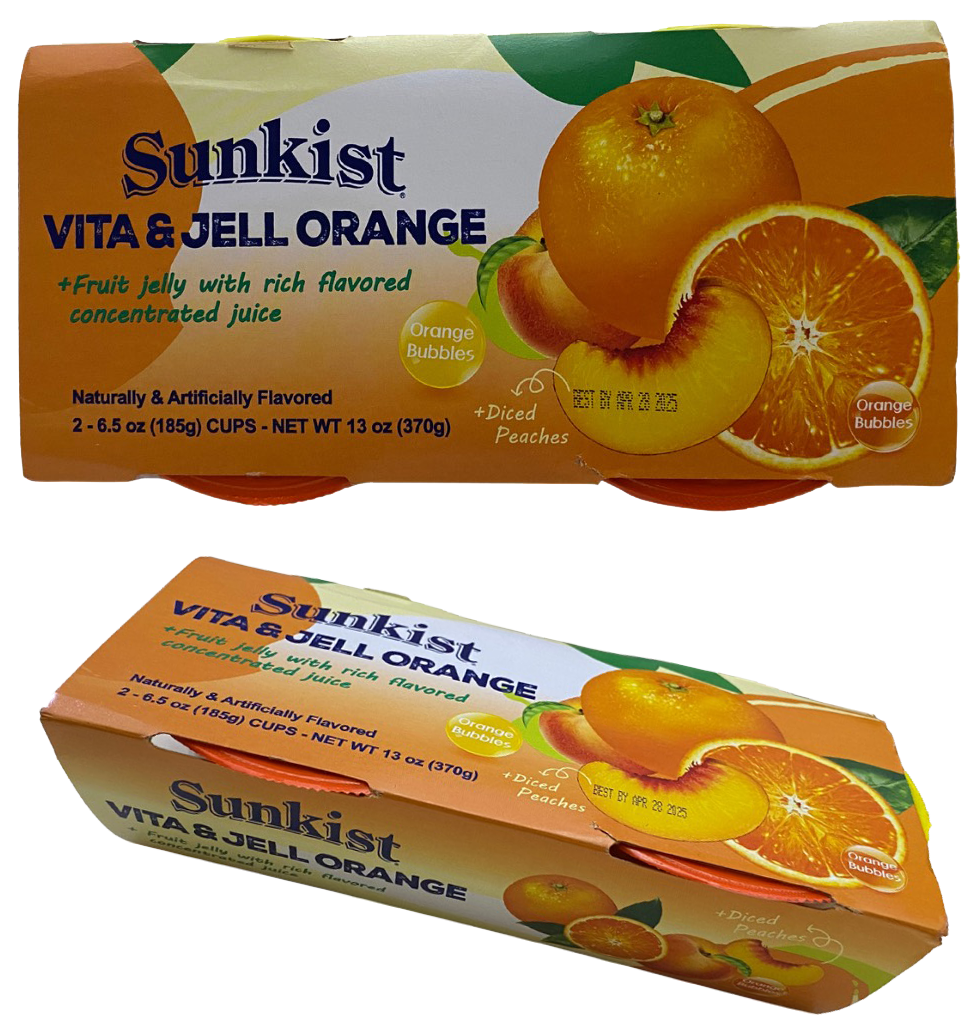 Sunkist
VITA & JELL ORANGE
+Fruit jelly with rich flavored
concentrated juice
Orange
Bubbles
Naturally & Artificially Flavored
2 - 6.5 oz (185g) CUPS - NET WT 13 oz (370g)
+Diced
Peaches
BEST BY APR 28 2025
Orange
Bubbles
Sunkist
VITA & JELL ORANGE
+Fruit jelly with rich flavored
concentrated juice
Naturally & Artificially Flavored
2 - 6.5 oz (185g) CUPS - NET WT 13 oz (370g)
Orange
Bubbles
+Diced
Peaches
BEST BY APR 28 2025
Orange
Bubbles
Sunkist
VITA & JELL ORANGE
+ Fruit jelly with rich flavored
concentrated juice
+Diced
Peaches
Orange
Bubbles